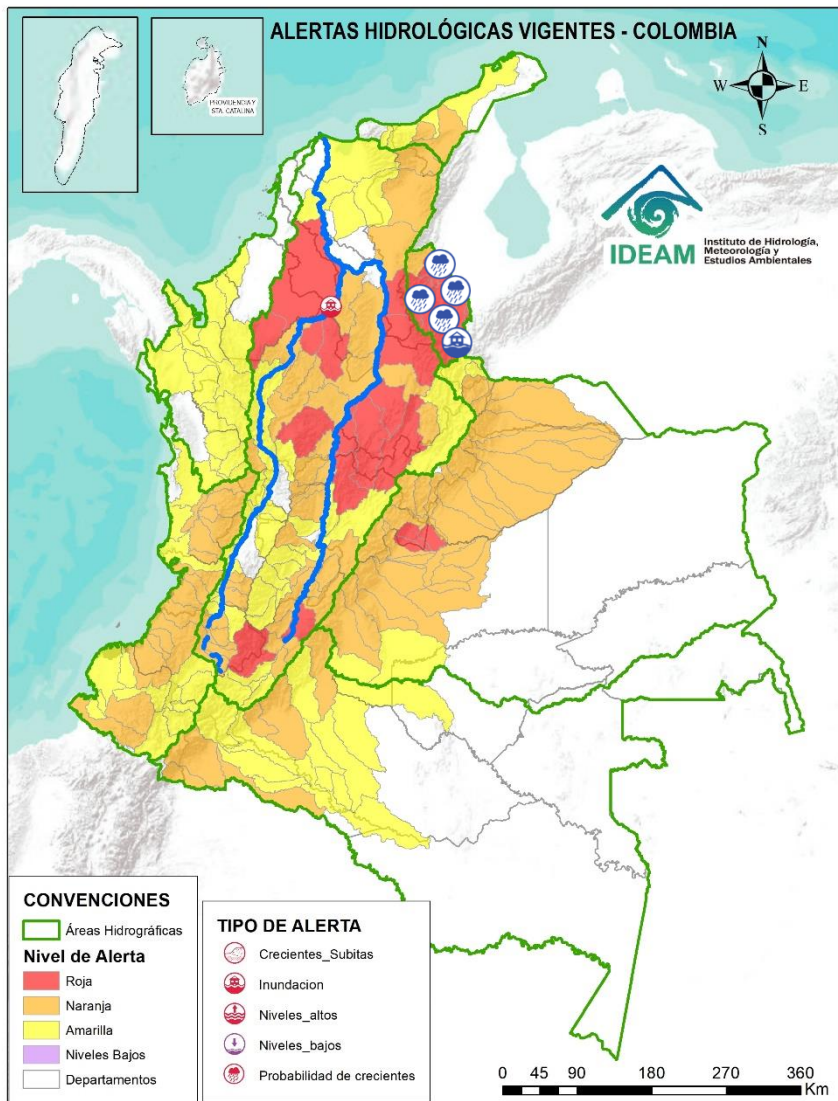 ALERTAS HIDROLÓGICAS VIGENTES - COLOMBIA
PROVIDENCIA Y
STA. CATALINA
N
W
E
S
IDEAM
Instituto de Hidrología,
Meteorología y
Estudios Ambientales
CONVENCIONES
Áreas Hidrográficas
Nivel de Alerta
Roja
Naranja
Amarilla
Niveles Bajos
Departamentos
TIPO DE ALERTA
Crecientes_Subitas
Inundacion
Niveles_altos
Niveles_bajos
Probabilidad de crecientes
0 45 90 180 270 360
Km